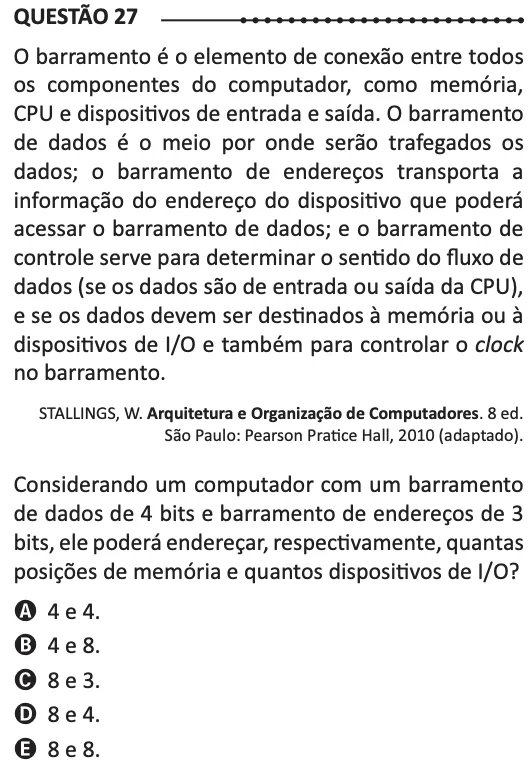 QUESTÃO 27
O barramento é o elemento de conexão entre todos
os componentes do computador, como memória,
CPU e dispositivos de entrada e saída. O barramento
de dados é o meio por onde serão trafegados os
dados; o barramento de endereços transporta a
informação do endereço do dispositivo que poderá
acessar o barramento de dados; e o barramento de
controle serve para determinar o sentido do fluxo de
dados (se os dados são de entrada ou saída da CPU),
e se os dados devem ser destinados à memória ou à
dispositivos de I/O e também para controlar o clock
no barramento.
STALLINGS, W. Arquitetura e Organização de Computadores. 8 ed.
São Paulo: Pearson Pratice Hall, 2010 (adaptado).
Considerando um computador com um barramento
de dados de 4 bits e barramento de endereços de 3
bits, ele poderá endereçar, respectivamente, quantas
posições de memória e quantos dispositivos de I/O?
A 4 e 4.
B 4 e 8.
C 8 e 3.
D 8 e 4.
E 8 e 8.